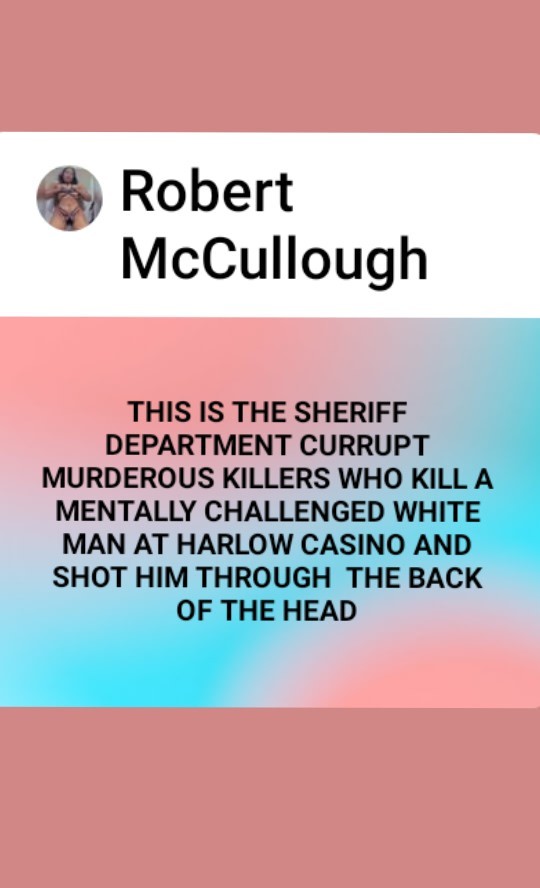 Robert
McCullough
THIS IS THE SHERIFF
DEPARTMENT CURRUPT
MURDEROUS KILLERS WHO KILL A
MENTALLY CHALLENGED WHITE
MAN AT HARLOW CASINO AND
SHOT HIM THROUGH  THE BACK
OF THE HEAD